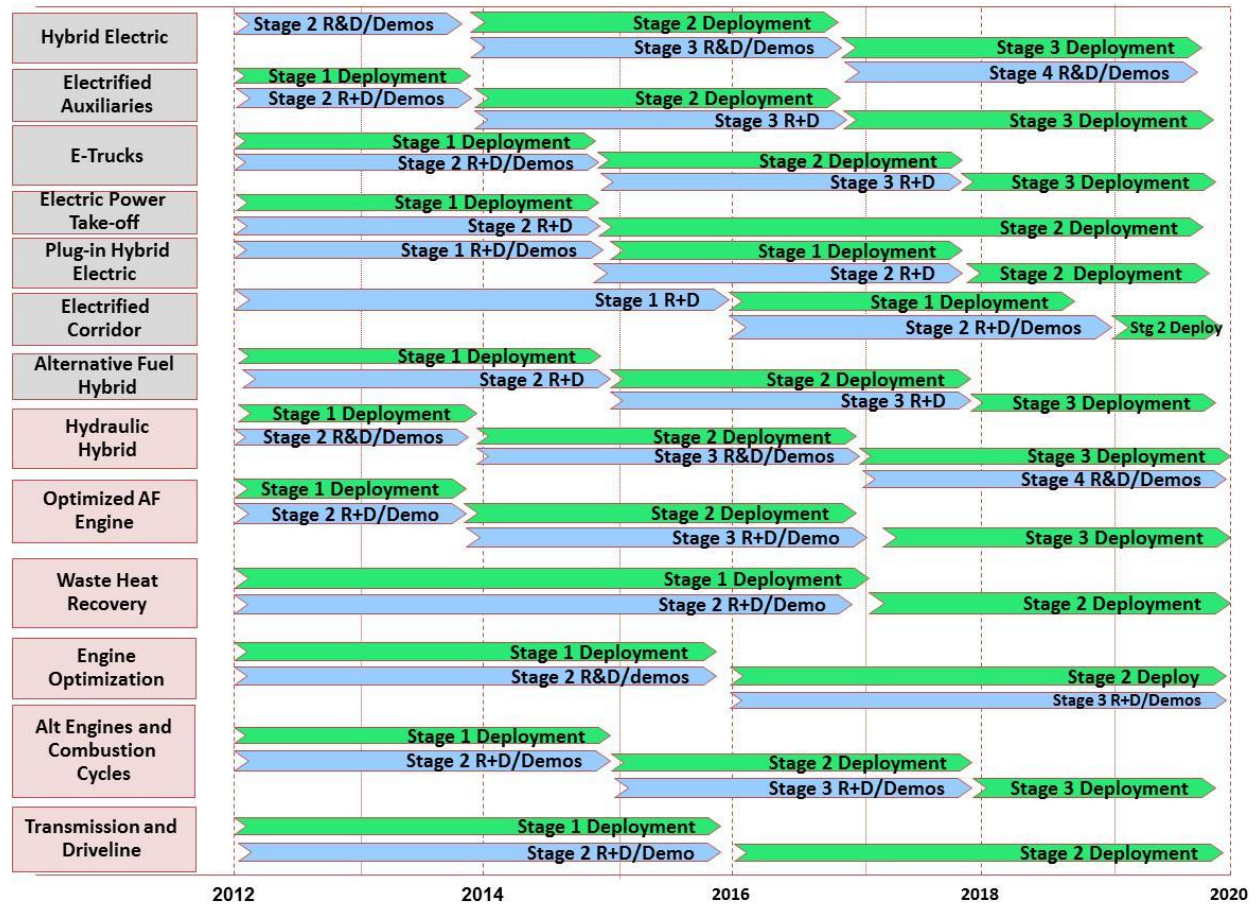 Hybrid Electric
Stage 2 R&D/Demos
Stage 2 Deployment
Stage 3 R&D/Demos
Stage 3 Deployment
Stage 4 R&D/Demos
Electrified
Auxiliaries
Stage 1 Deployment
Stage 2 R+D/Demos
Stage 2 Deployment
Stage 3 R+D
Stage 3 Deployment
E-Trucks
Stage 1 Deployment
Stage 2 R+D/Demos
Stage 2 Deployment
Stage 3 R+D
Stage 3 Deployment
Electric Power
Take-off
Stage 1 Deployment
Stage 2 R+D
Stage 2 Deployment
Plug-in Hybrid
Electric
Stage 1 R+D/Demos
Stage 1 Deployment
Stage 2 R+D
Stage 2 Deployment
Electrified
Corridor
Stage 1 R+D
Stage 1 Deployment
Stage 2 R+D/Demos
Stg 2 Deploy
Alternative Fuel
Hybrid
Stage 1 Deployment
Stage 2 R+D
Stage 2 Deployment
Stage 3 R+D
Stage 3 Deployment
Hydraulic
Hybrid
Stage 1 Deployment
Stage 2 R&D/Demos
Stage 2 Deployment
Stage 3 R&D/Demos
Stage 3 Deployment
Stage 4 R&D/Demos
Optimized AF
Engine
Stage 1 Deployment
Stage 2 R+D/Demo
Stage 2 Deployment
Stage 3 R+D/Demo
Stage 3 Deployment
Waste Heat
Recovery
Stage 1 Deployment
Stage 2 R+D/Demo
Stage 2 Deployment
Engine
Optimization
Stage 1 Deployment
Stage 2 R&D/demos
Stage 2 Deploy
Stage 3 R+D/Demos
Alt Engines and
Combustion
Cycles
Stage 1 Deployment
Stage 2 R+D/Demos
Stage 2 Deployment
Stage 3 R+D/Demos
Stage 3 Deployment
Transmission and
Driveline
Stage 1 Deployment
Stage 2 R+D/Demo
Stage 2 Deployment
2012
2014
2016
2018
2020